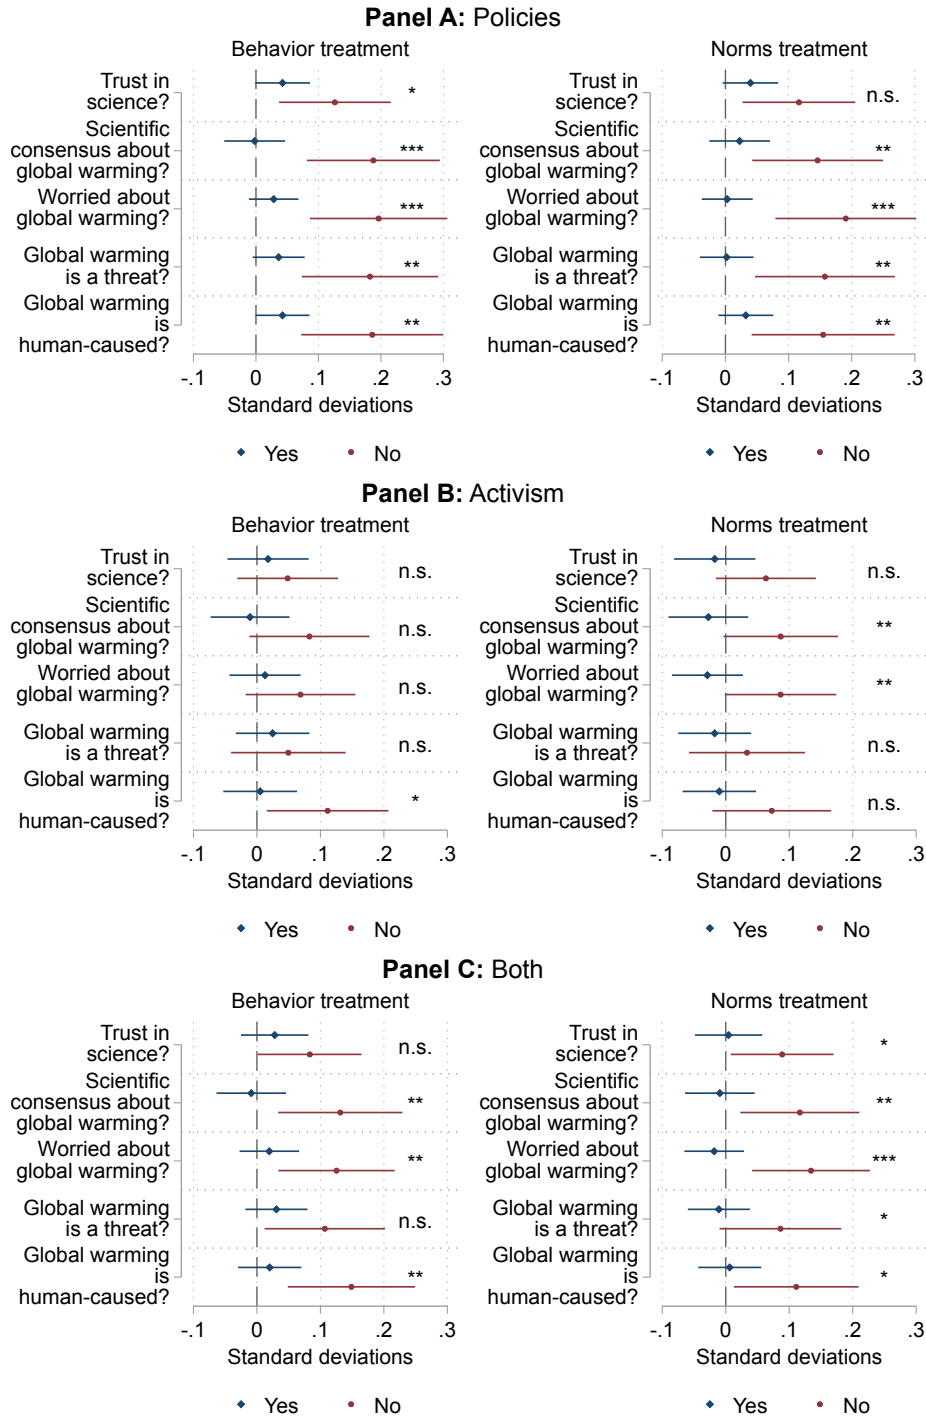 Panel A: Policies
Behavior treatment
Trust in
science?
*
Scientific
consensus about
global warming?
***
Worried about
global warming?
***
Global warming
is a threat?
**
Global warming
is
human-caused?
**
-.1 0 .1 .2 .3
Standard deviations
Yes No
Norms treatment
Trust in
science?
n.s.
Scientific
consensus about
global warming?
**
Worried about
global warming?
***
Global warming
is a threat?
**
Global warming
is
human-caused?
**
-.1 0 .1 .2 .3
Standard deviations
Yes No
Panel B: Activism
Behavior treatment
Trust in
science?
n.s.
Scientific
consensus about
global warming?
n.s.
Worried about
global warming?
n.s.
Global warming
is a threat?
n.s.
Global warming
is
human-caused?
*
-.1 0 .1 .2 .3
Standard deviations
Yes No
Norms treatment
Trust in
science?
n.s.
Scientific
consensus about
global warming?
**
Worried about
global warming?
**
Global warming
is a threat?
n.s.
Global warming
is
human-caused?
n.s.
-.1 0 .1 .2 .3
Standard deviations
Yes No
Panel C: Both
Behavior treatment
Trust in
science?
n.s.
Scientific
consensus about
global warming?
**
Worried about
global warming?
**
Global warming
is a threat?
n.s.
Global warming
is
human-caused?
**
-.1 0 .1 .2 .3
Standard deviations
Yes No
Norms treatment
Trust in
science?
*
Scientific
consensus about
global warming?
**
Worried about
global warming?
***
Global warming
is a threat?
*
Global warming
is
human-caused?
*
-.1 0 .1 .2 .3
Standard deviations
Yes No